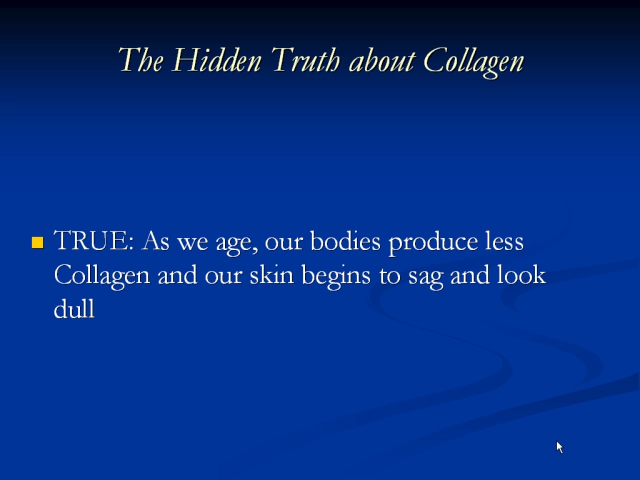 The Hidden Truth about Collagen
TRUE: As we age, our bodies produce less
Collagen and our skin begins to sag and look
dull